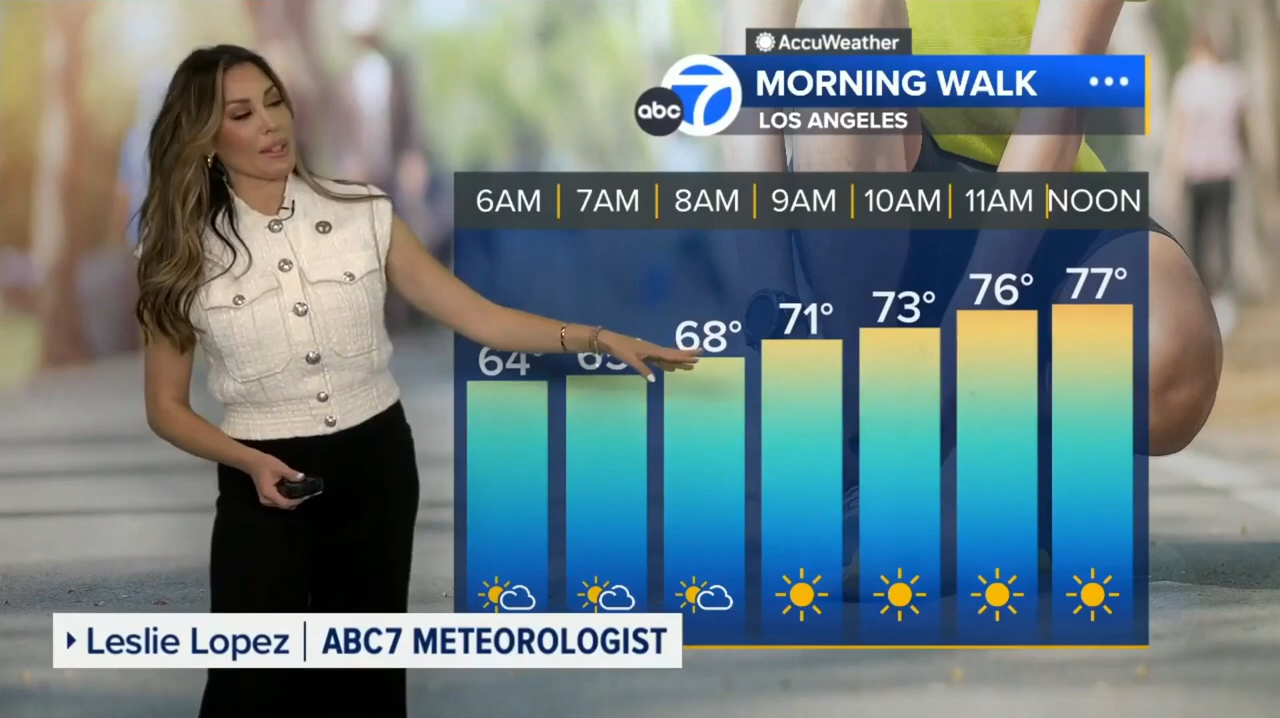 AccuWeather
abc 7 MORNING WALK
LOS ANGELES
6AM 7AM 8AM 9AM 10AM 11AM NOON
64° 68° 71° 73° 76° 77°
Leslie Lopez ABC7 METEOROLOGIST